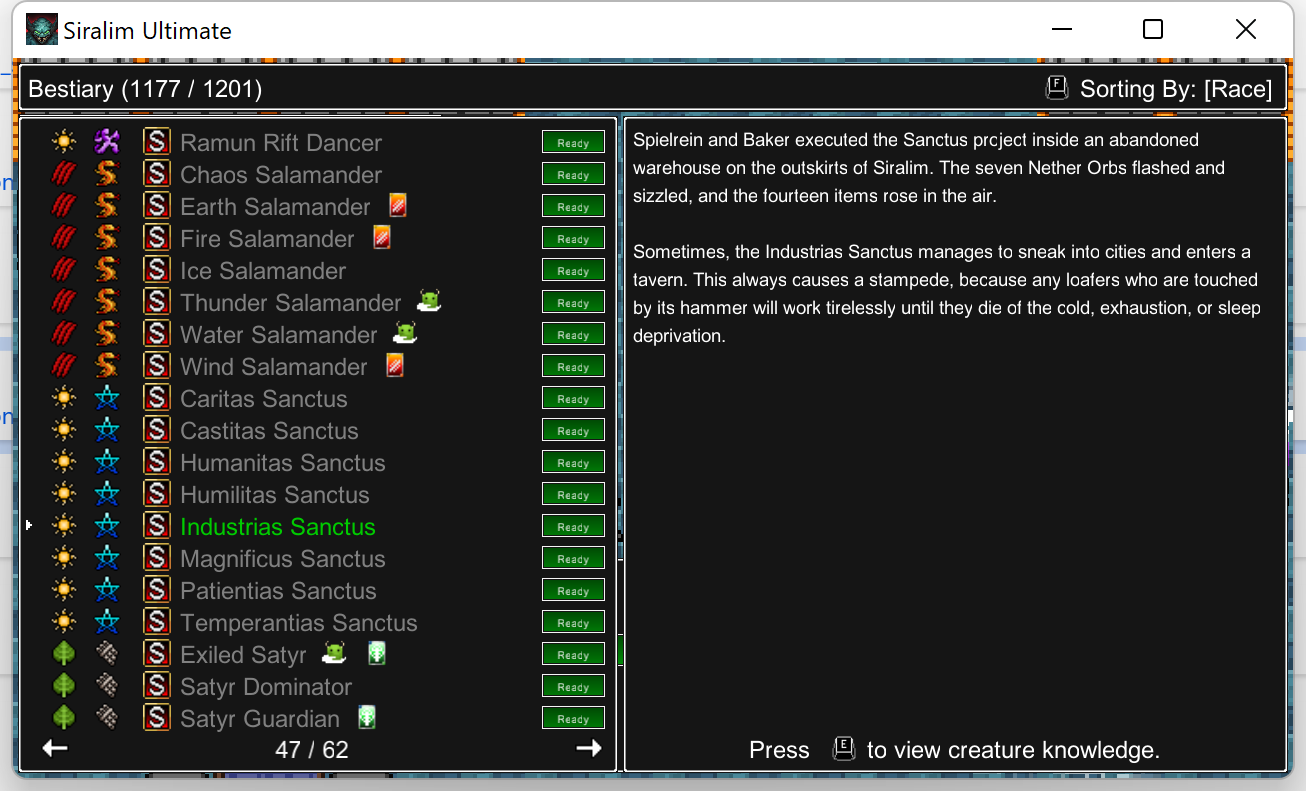 Siralim Ultimate
Bestiary (1177 / 1201)
F Sorting By: [Race]
S Ramun Rift Dancer Ready
S Chaos Salamander Ready
S Earth Salamander Ready
S Fire Salamander Ready
S Ice Salamander Ready
S Thunder Salamander Ready
S Water Salamander Ready
S Wind Salamander Ready
S Caritas Sanctus Ready
S Castitas Sanctus Ready
S Humanitas Sanctus Ready
S Humilitas Sanctus Ready
S Industrias Sanctus Ready
S Magnificus Sanctus Ready
S Patientias Sanctus Ready
S Temperantias Sanctus Ready
S Exiled Satyr Ready
S Satyr Dominator Ready
S Satyr Guardian Ready
47 / 62
Spielrein and Baker executed the Sanctus project inside an abandoned
warehouse on the outskirts of Siralim. The seven Nether Orbs flashed and
sizzled, and the fourteen items rose in the air.
Sometimes, the Industrias Sanctus manages to sneak into cities and enters a
tavern. This always causes a stampede, because any loafers who are touched
by its hammer will work tirelessly until they die of the cold, exhaustion, or sleep
deprivation.
Press E to view creature knowledge.